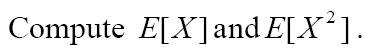 Compute E[X] and E[X²].